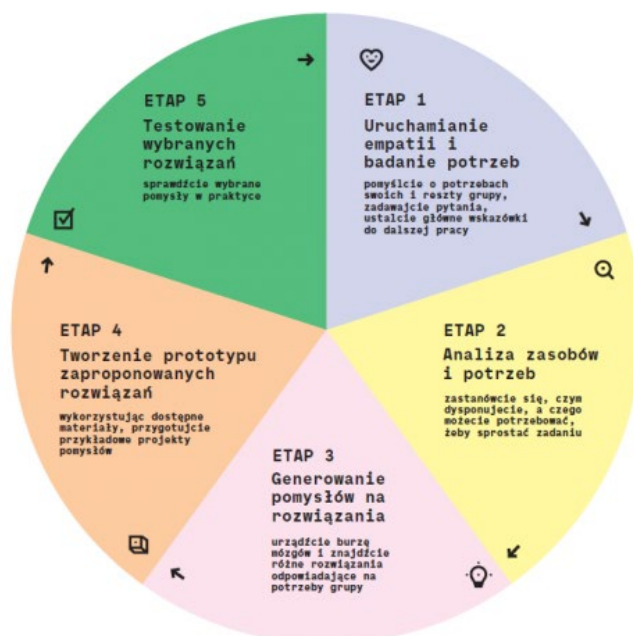 ETAP 1
Uruchamianie
empatii i
badanie potrzeb
pomyślcie o potrzebach
swoich i reszty grupy,
zadawajcie pytania,
ustalcie główne wskazówki
do dalszej pracy
ETAP 2
Analiza zasobów
i potrzeb
zastanówcie się, czym
dysponujecie, a czego
możecie potrzebować,
żeby sprostać zadaniu
ETAP 3
Generowanie
pomysłów na
rozwiązania
urządźcie burzę
mózgów i znajdźcie
różne rozwiązania
odpowiadające na
potrzeby grupy
ETAP 4
Tworzenie prototypu
zaproponowanych
rozwiązań
wykorzystując dostępne
materiały, przygotujcie
przykładowe projekty
pomysłów
ETAP 5
Testowanie
wybranych
rozwiązań
sprawdźcie wybrane
pomysły w praktyce